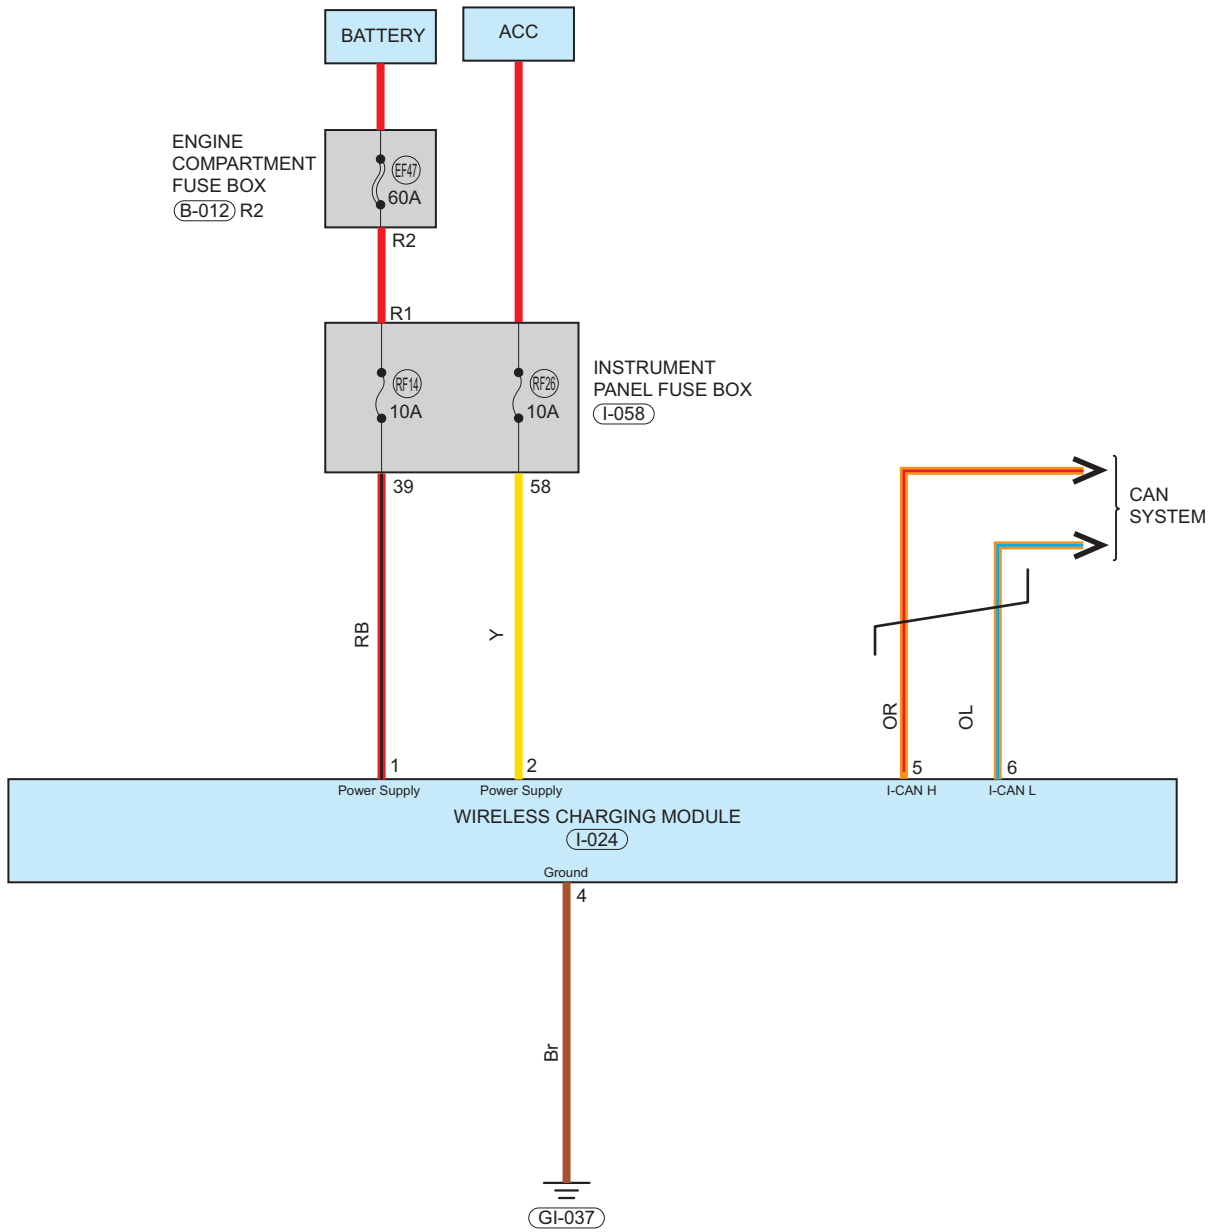 BATTERY
ACC
ENGINE
COMPARTMENT
FUSE BOX
B-012 R2
EF47
60A
R2
R1
RF14
10A
RF26
10A
INSTRUMENT
PANEL FUSE BOX
I-058
39
58
CAN
SYSTEM
RB
Y
OR
OL
1
2
5
6
Power Supply
Power Supply
I-CAN H
I-CAN L
WIRELESS CHARGING MODULE
I-024
Ground
4
Br
GI-037